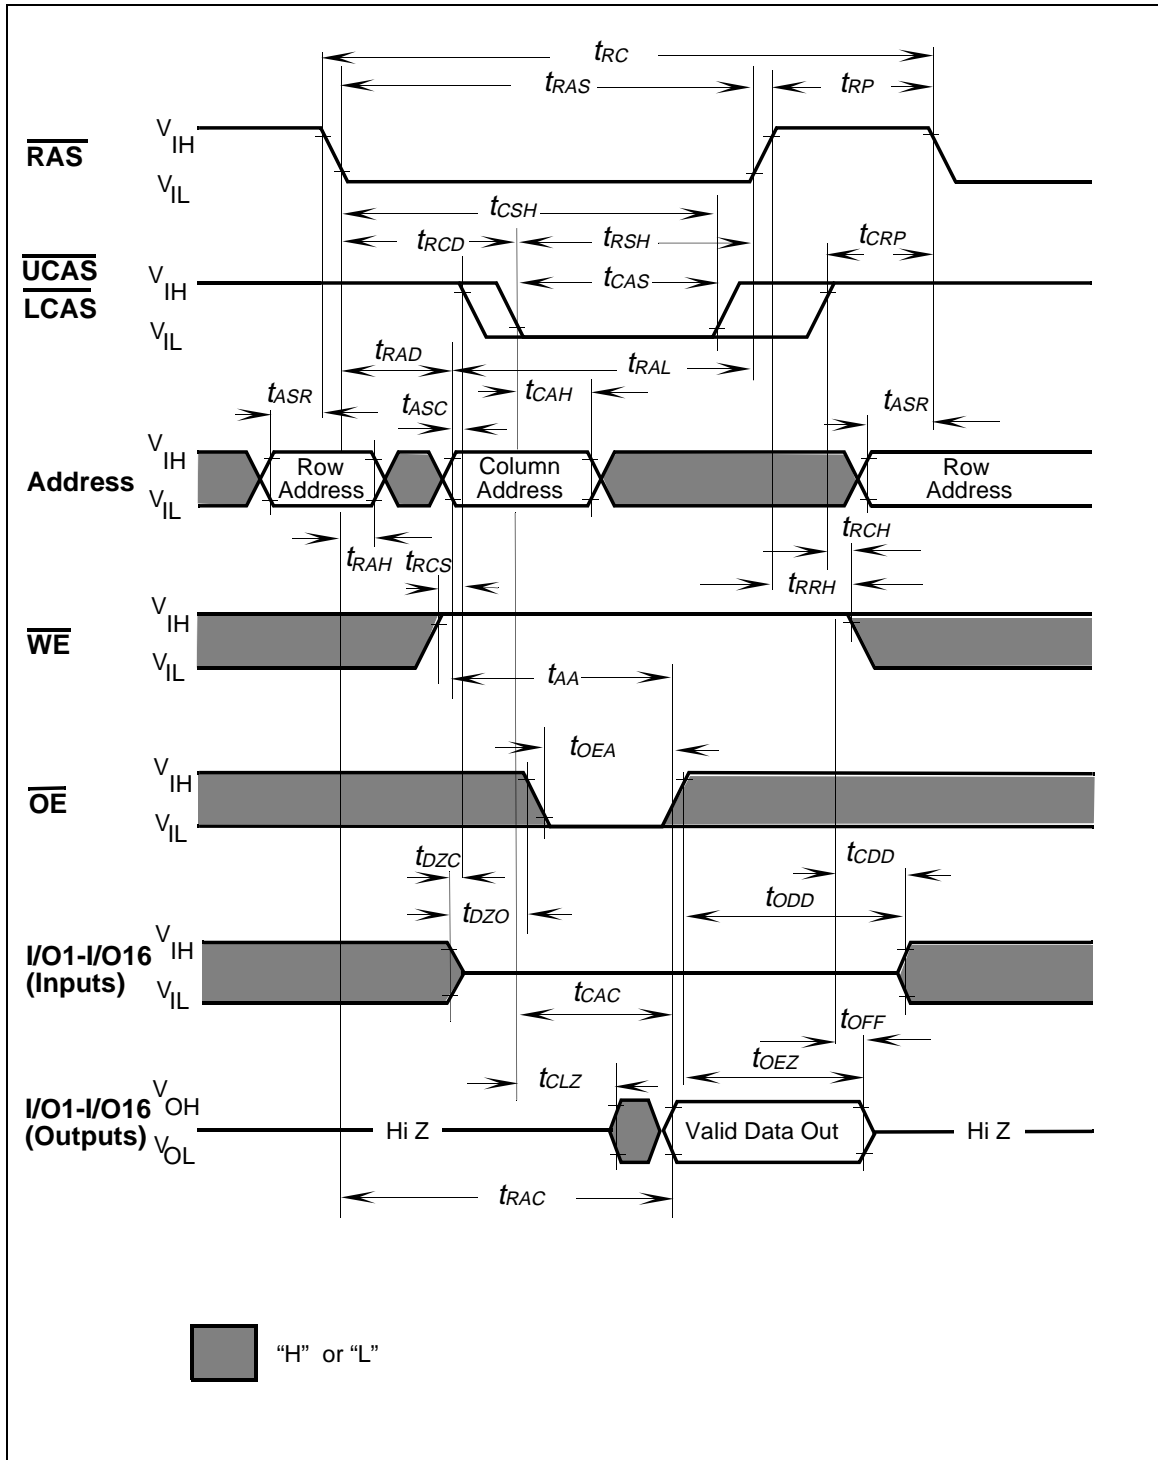 tRC
tRAS
tRP
RAS
VIH
VIL
tCSH
tRCD
tRSH
tCRP
UCAS
LCAS
VIH
VIL
tCAS
tRAD
tRAL
tASR
tASC
tCAH
tASR
Address
VIH
VIL
Row
Address
Column
Address
Row
Address
tRAH
tRCS
tRCH
tRRH
WE
VIH
VIL
tAA
tOEA
OE
VIH
VIL
tDZC
tCDD
tDZO
tODD
I/O1-I/O16
(Inputs)
VIH
VIL
tCAC
tOFF
tOEZ
tCLZ
I/O1-I/O16
(Outputs)
VOH
VOL
Hi Z
Valid Data Out
Hi Z
tRAC
“H” or “L”